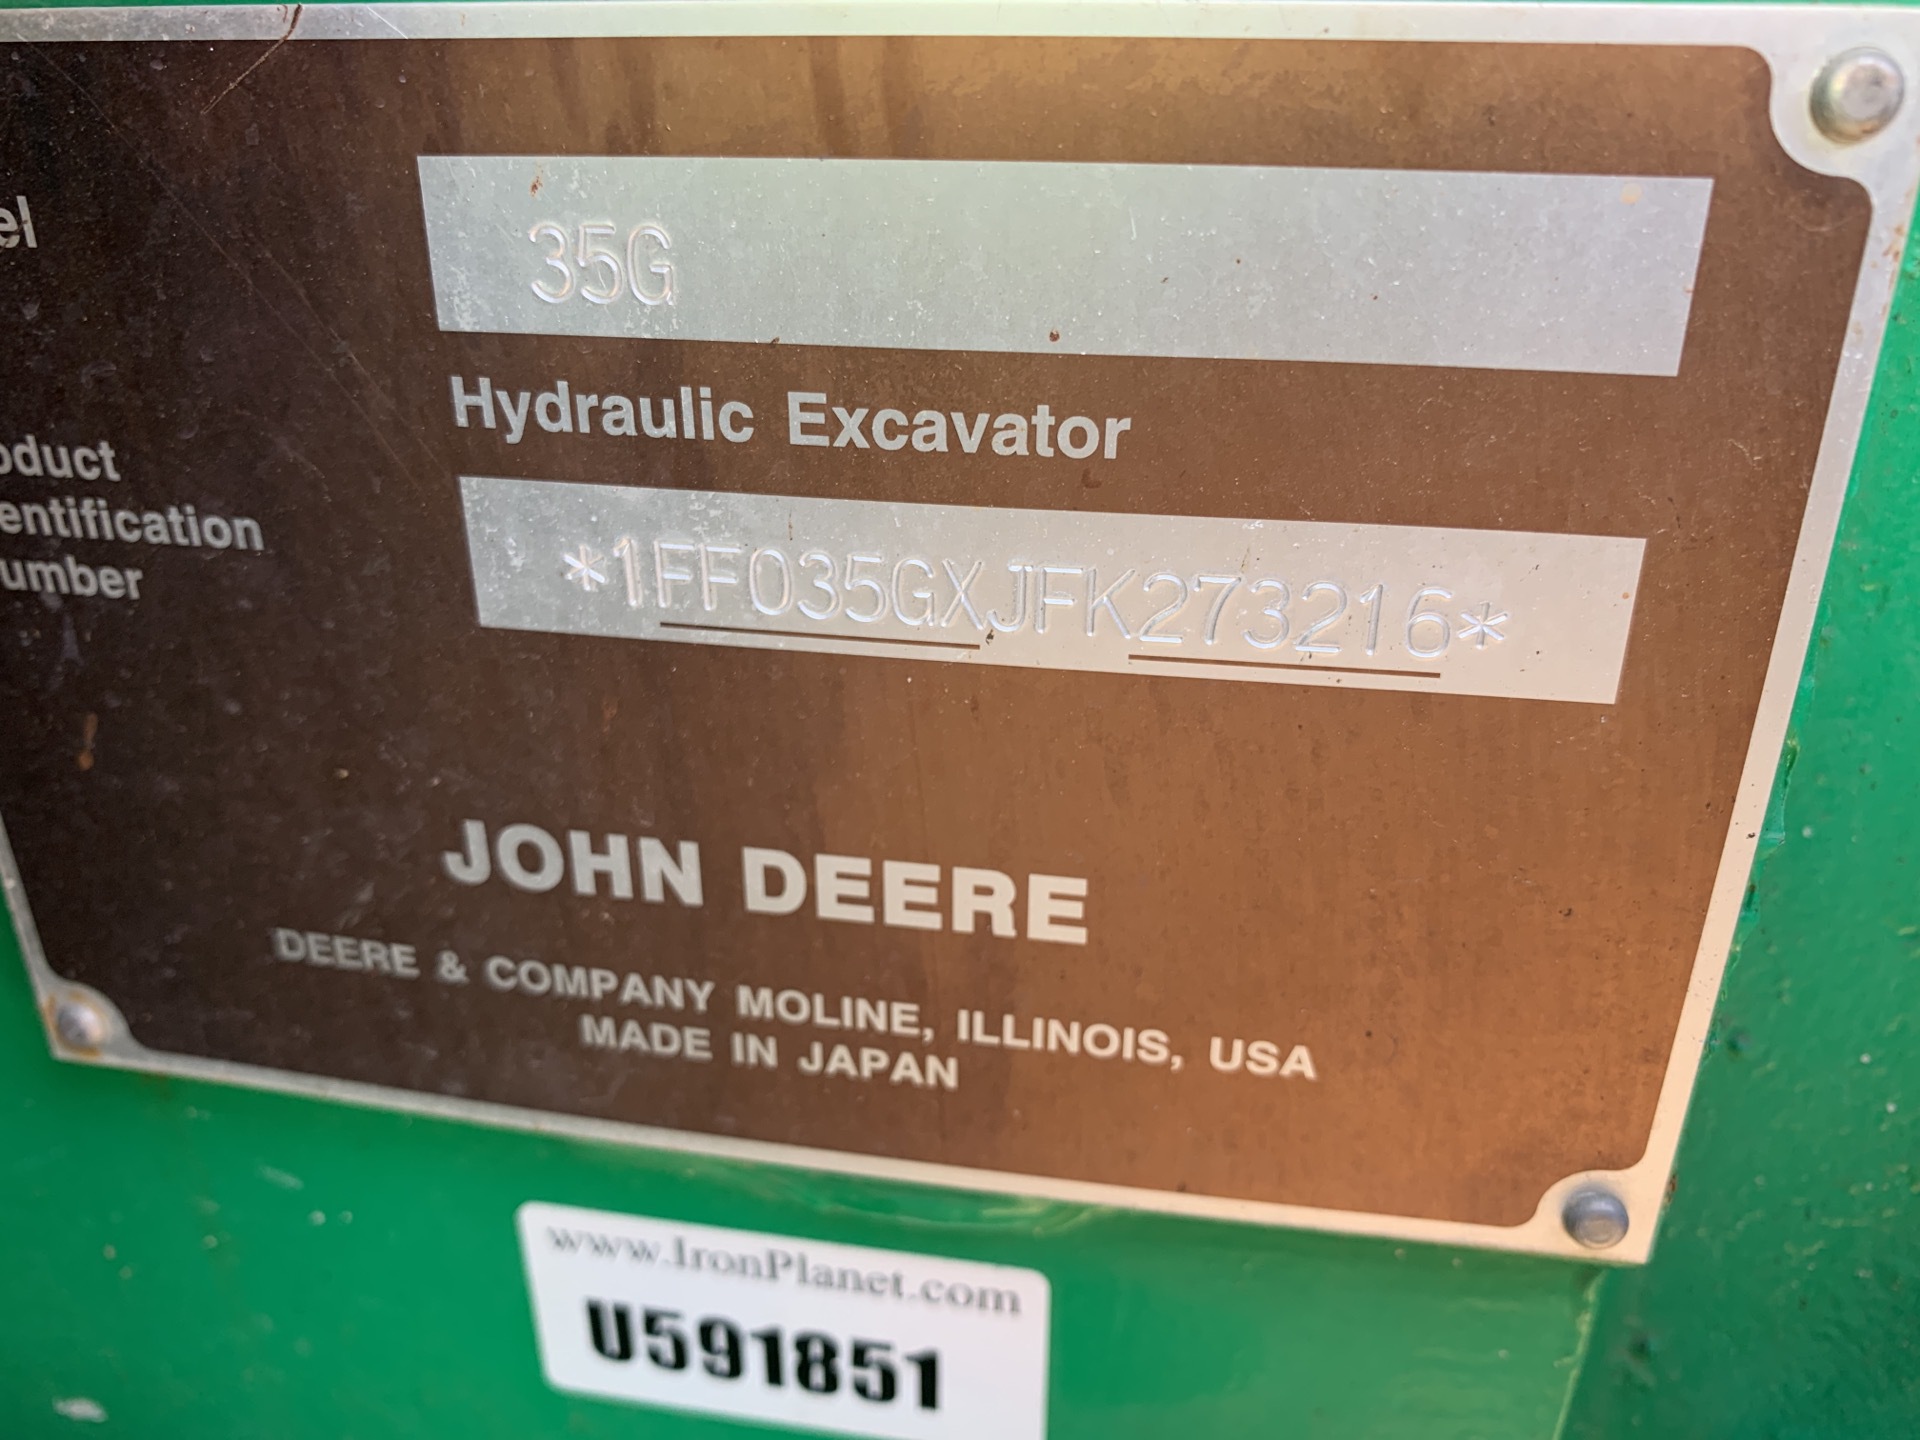 el
35G
Hydraulic Excavator
oduct
entification
umber
*1FF035GXJFK273216*
JOHN DEERE
DEERE & COMPANY MOLINE, ILLINOIS, USA
MADE IN JAPAN
www.IronPlanet.com
U591851